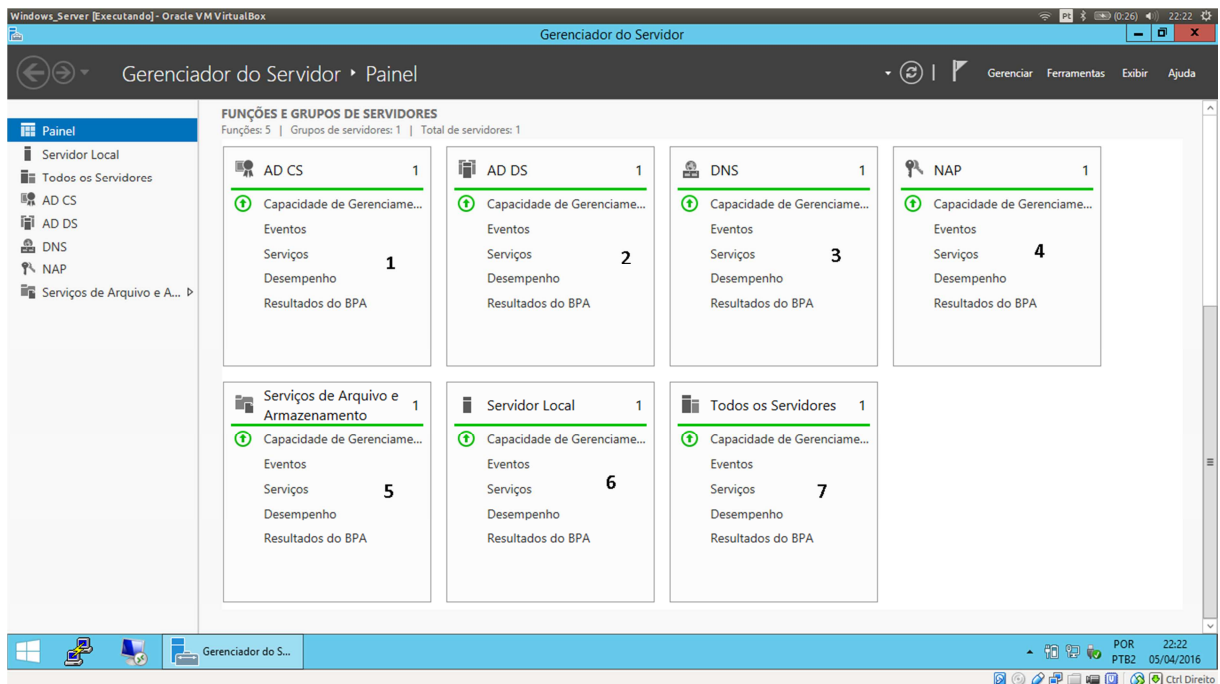 Windows_Server [Executando] - Oracle VM VirtualBox
Pt (0:26) 22:22
Gerenciador do Servidor
Gerenciador do Servidor ‣ Painel
Gerenciar Ferramentas Exibir Ajuda
Painel
Servidor Local
Todos os Servidores
AD CS
AD DS
DNS
NAP
Serviços de Arquivo e A...
FUNÇÕES E GRUPOS DE SERVIDORES
Funções: 5 | Grupos de servidores: 1 | Total de servidores: 1
AD CS 1
Capacidade de Gerenciame...
Eventos
Serviços
1
Desempenho
Resultados do BPA
AD DS 1
Capacidade de Gerenciame...
Eventos
Serviços
2
Desempenho
Resultados do BPA
DNS 1
Capacidade de Gerenciame...
Eventos
Serviços
3
Desempenho
Resultados do BPA
NAP 1
Capacidade de Gerenciame...
Eventos
Serviços
4
Desempenho
Resultados do BPA
Serviços de Arquivo e
Armazenamento 1
Capacidade de Gerenciame...
Eventos
Serviços
5
Desempenho
Resultados do BPA
Servidor Local 1
Capacidade de Gerenciame...
Eventos
Serviços
6
Desempenho
Resultados do BPA
Todos os Servidores 1
Capacidade de Gerenciame...
Eventos
Serviços
7
Desempenho
Resultados do BPA
Gerenciador do S...
POR 22:22
PTB2 05/04/2016
Ctrl Direito